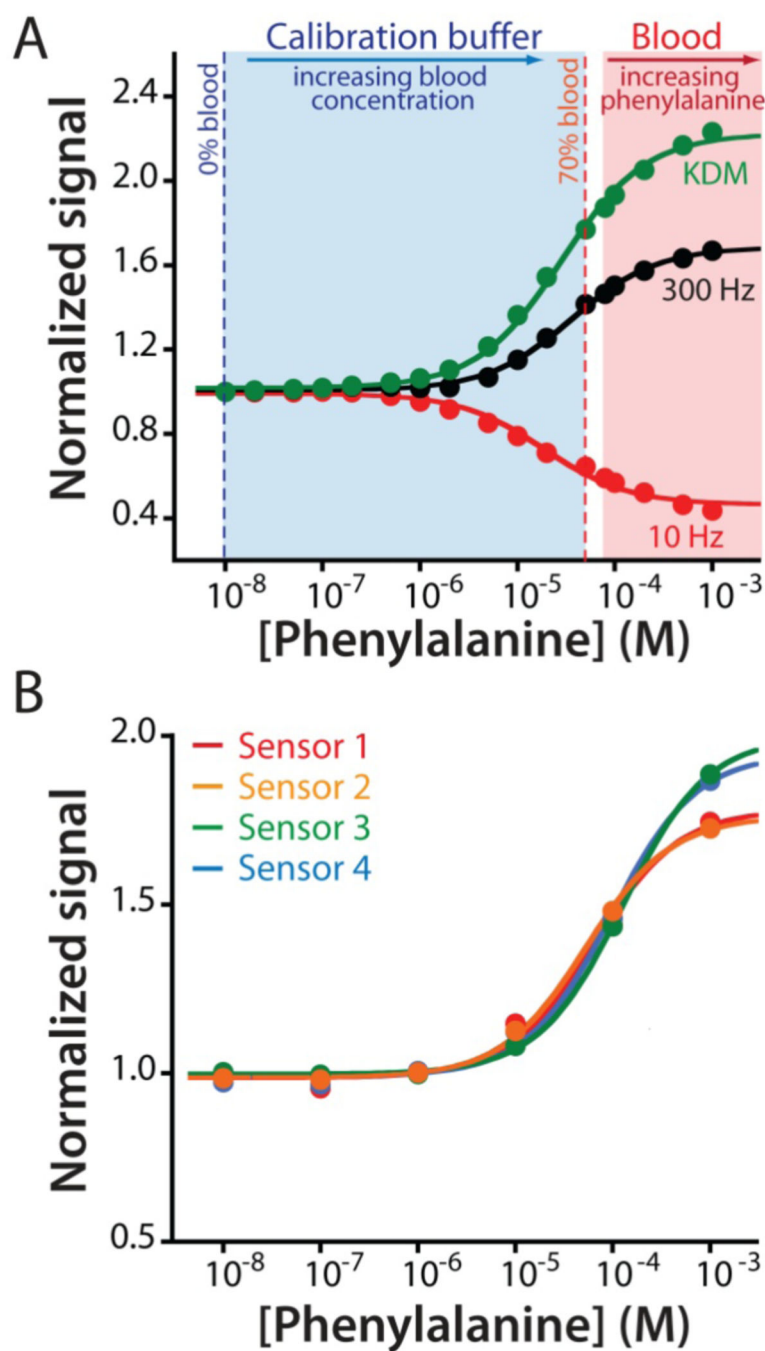 A
Calibration buffer
Blood
increasing blood
concentration
increasing
phenylalanine
0% blood
70% blood
Normalized signal
2.4
2.0
1.6
1.2
0.8
0.4
KDM
300 Hz
10 Hz
10-8
10-7
10-6
10-5
10-4
10-3
[Phenylalanine] (M)
B
Sensor 1
Sensor 2
Sensor 3
Sensor 4
Normalized signal
2.0
1.5
1.0
0.5
10-8
10-7
10-6
10-5
10-4
10-3
[Phenylalanine] (M)